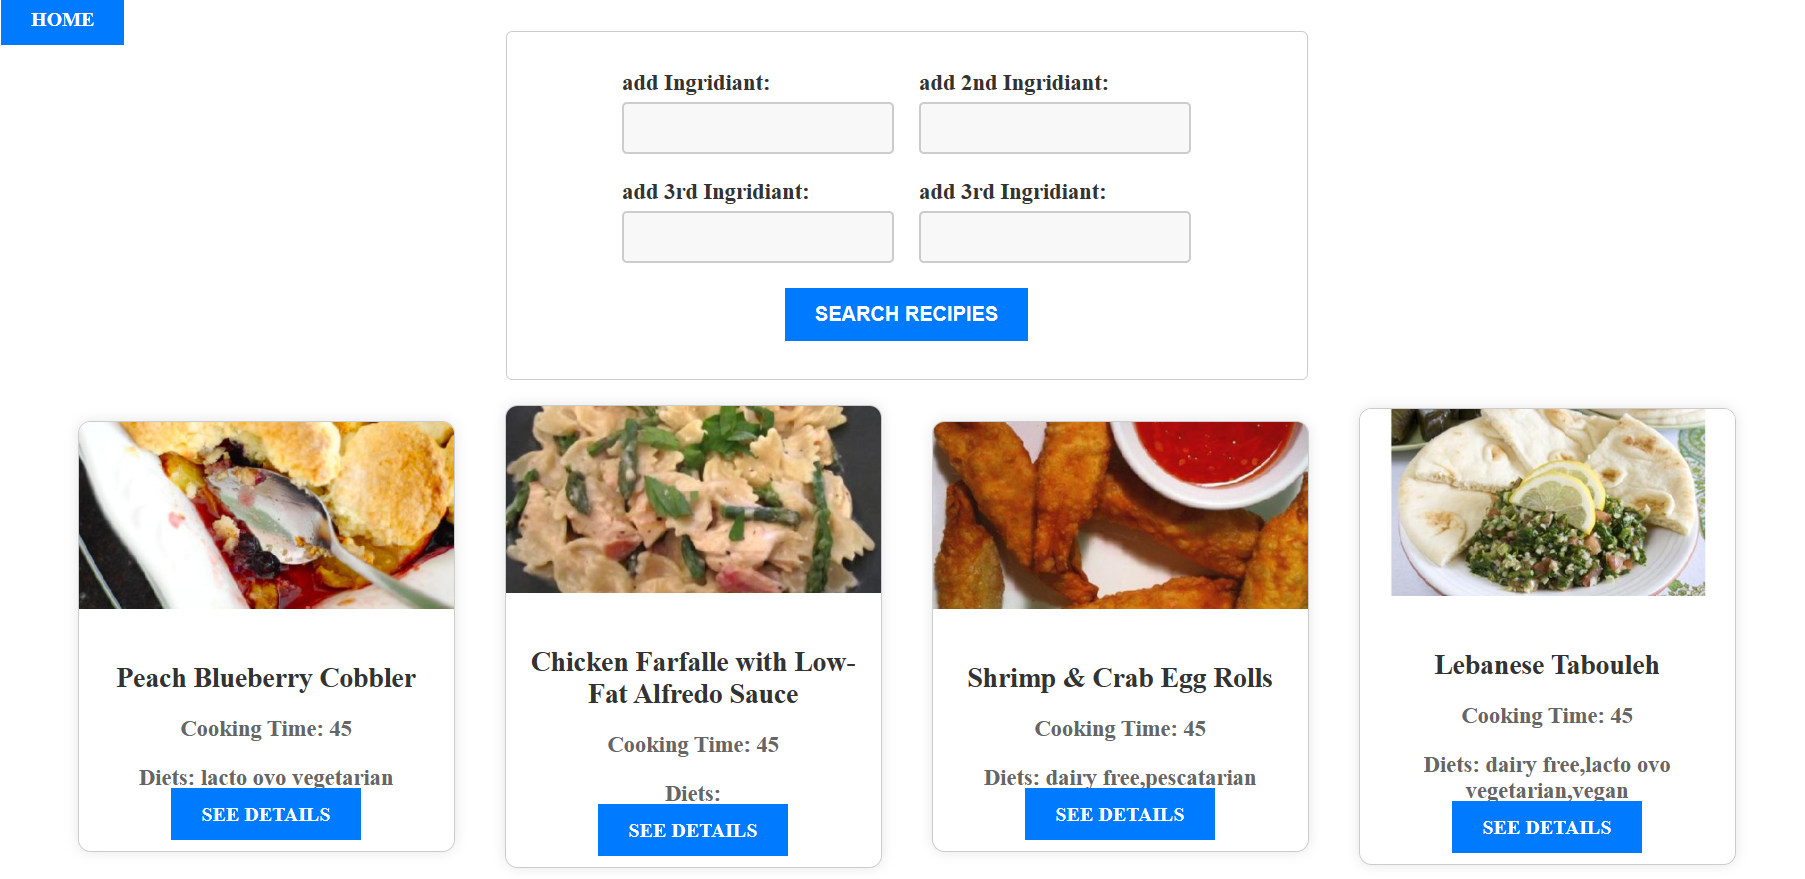 HOME
add Ingridiant:
add 2nd Ingridiant:
add 3rd Ingridiant:
add 3rd Ingridiant:
SEARCH RECIPIES
Peach Blueberry Cobbler
Cooking Time: 45
Diets: lacto ovo vegetarian
SEE DETAILS
Chicken Farfalle with Low-
Fat Alfredo Sauce
Cooking Time: 45
Diets:
SEE DETAILS
Shrimp & Crab Egg Rolls
Cooking Time: 45
Diets: dairy free,pescatarian
SEE DETAILS
Lebanese Tabouleh
Cooking Time: 45
Diets: dairy free,lacto ovo
vegetarian,vegan
SEE DETAILS